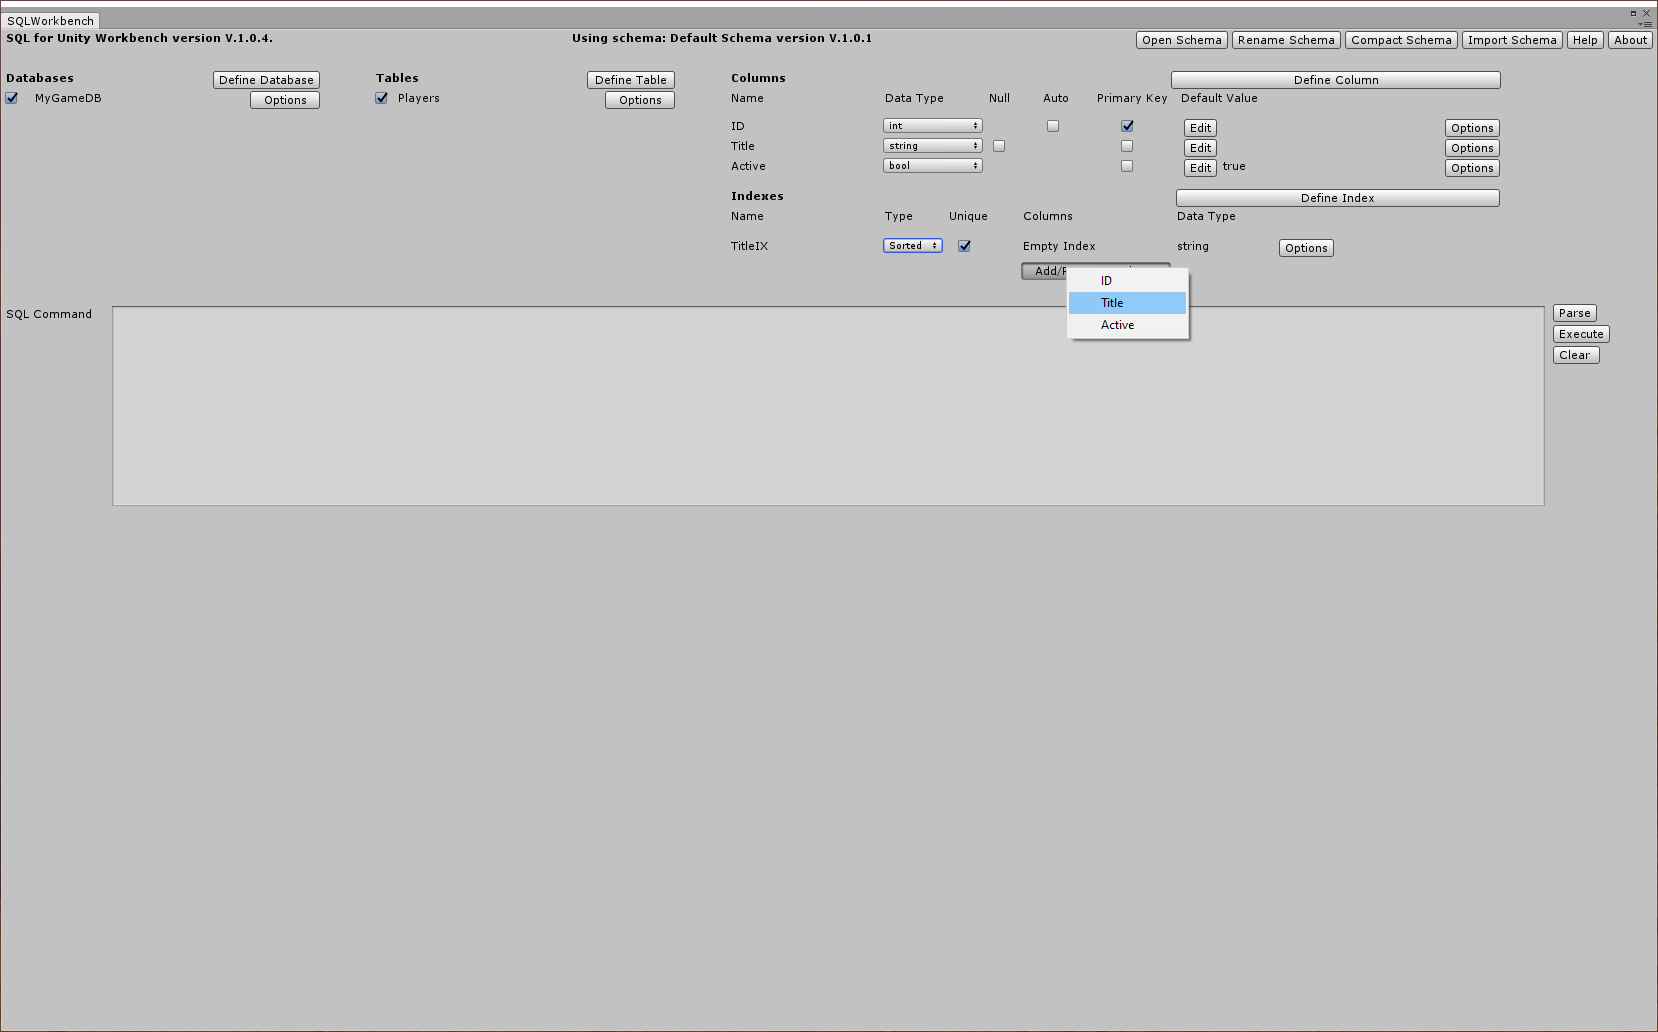 SQLWorkbench
SQL for Unity Workbench version V.1.0.4. Using schema: Default Schema version V.1.0.1 Open Schema Rename Schema Compact Schema Import Schema Help About
Databases Define Database Tables Define Table Columns Define Column
MyGameDB Options Players Options Name Data Type Null Auto Primary Key Default Value
ID int Edit Options
Title string Edit Options
Active bool Edit true Options
Indexes Define Index
Name Type Unique Columns Data Type
TitleIX Sorted Empty Index string Options
Add/
ID
Title
Active
SQL Command Parse
Execute
Clear